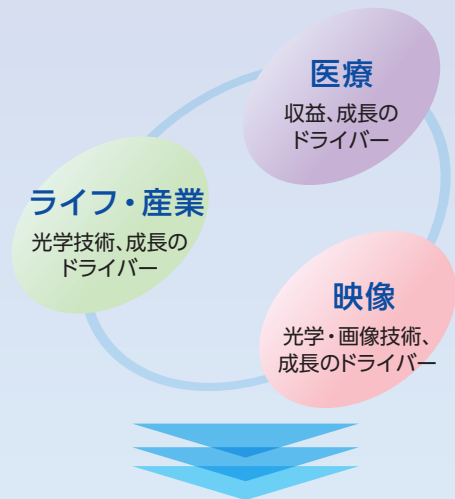 医療
収益、成長の
ドライバー
ライフ・産業
光学技術、成長の
ドライバー
映像
光学・画像技術、
成長のドライバー